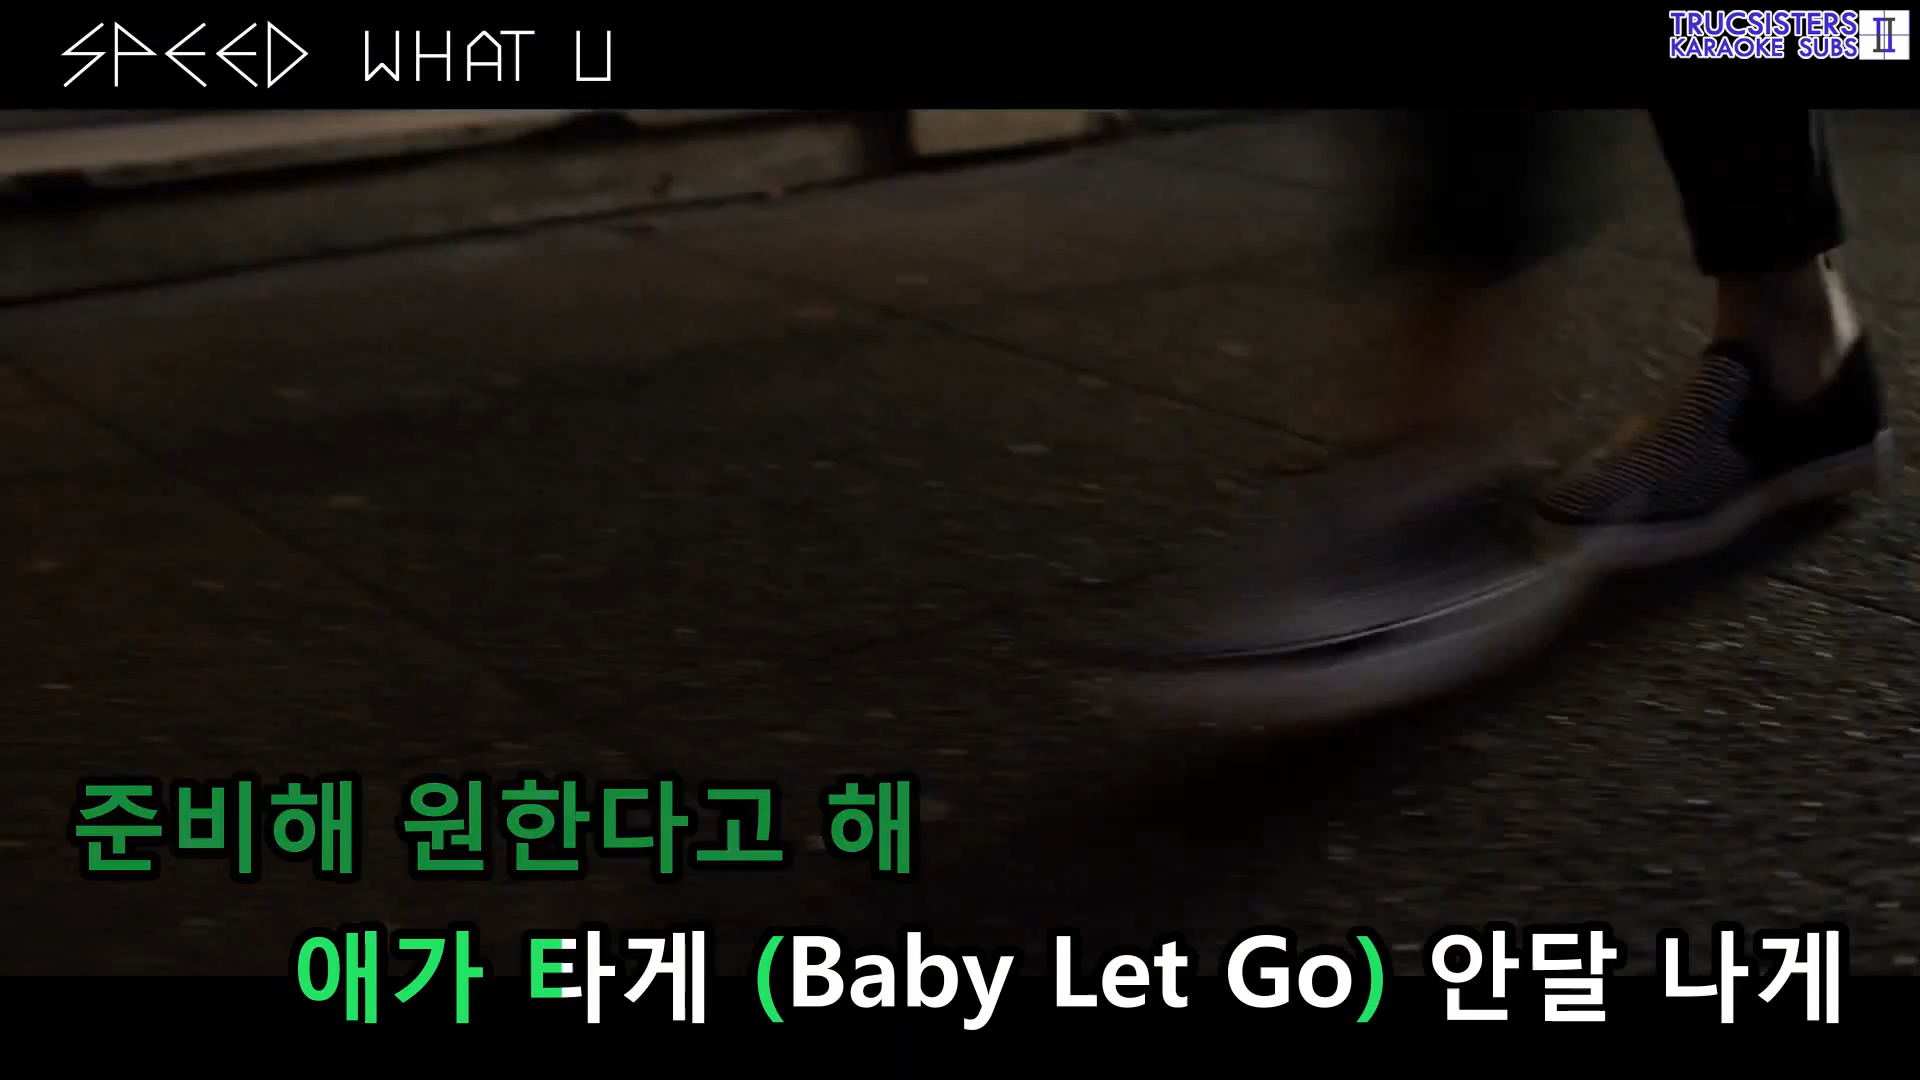 SPEED WHAT U
TRUCSISTERS
KARAOKE SUBS II
준비해 원한다고 해
애가 타게 (Baby Let Go) 안달 나게